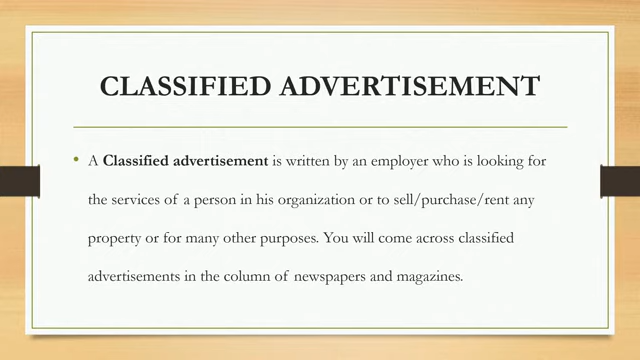 CLASSIFIED ADVERTISEMENT
• A Classified advertisement is written by an employer who is looking for
the services of a person in his organization or to sell/purchase/rent any
property or for many other purposes. You will come across classified
advertisements in the column of newspapers and magazines.